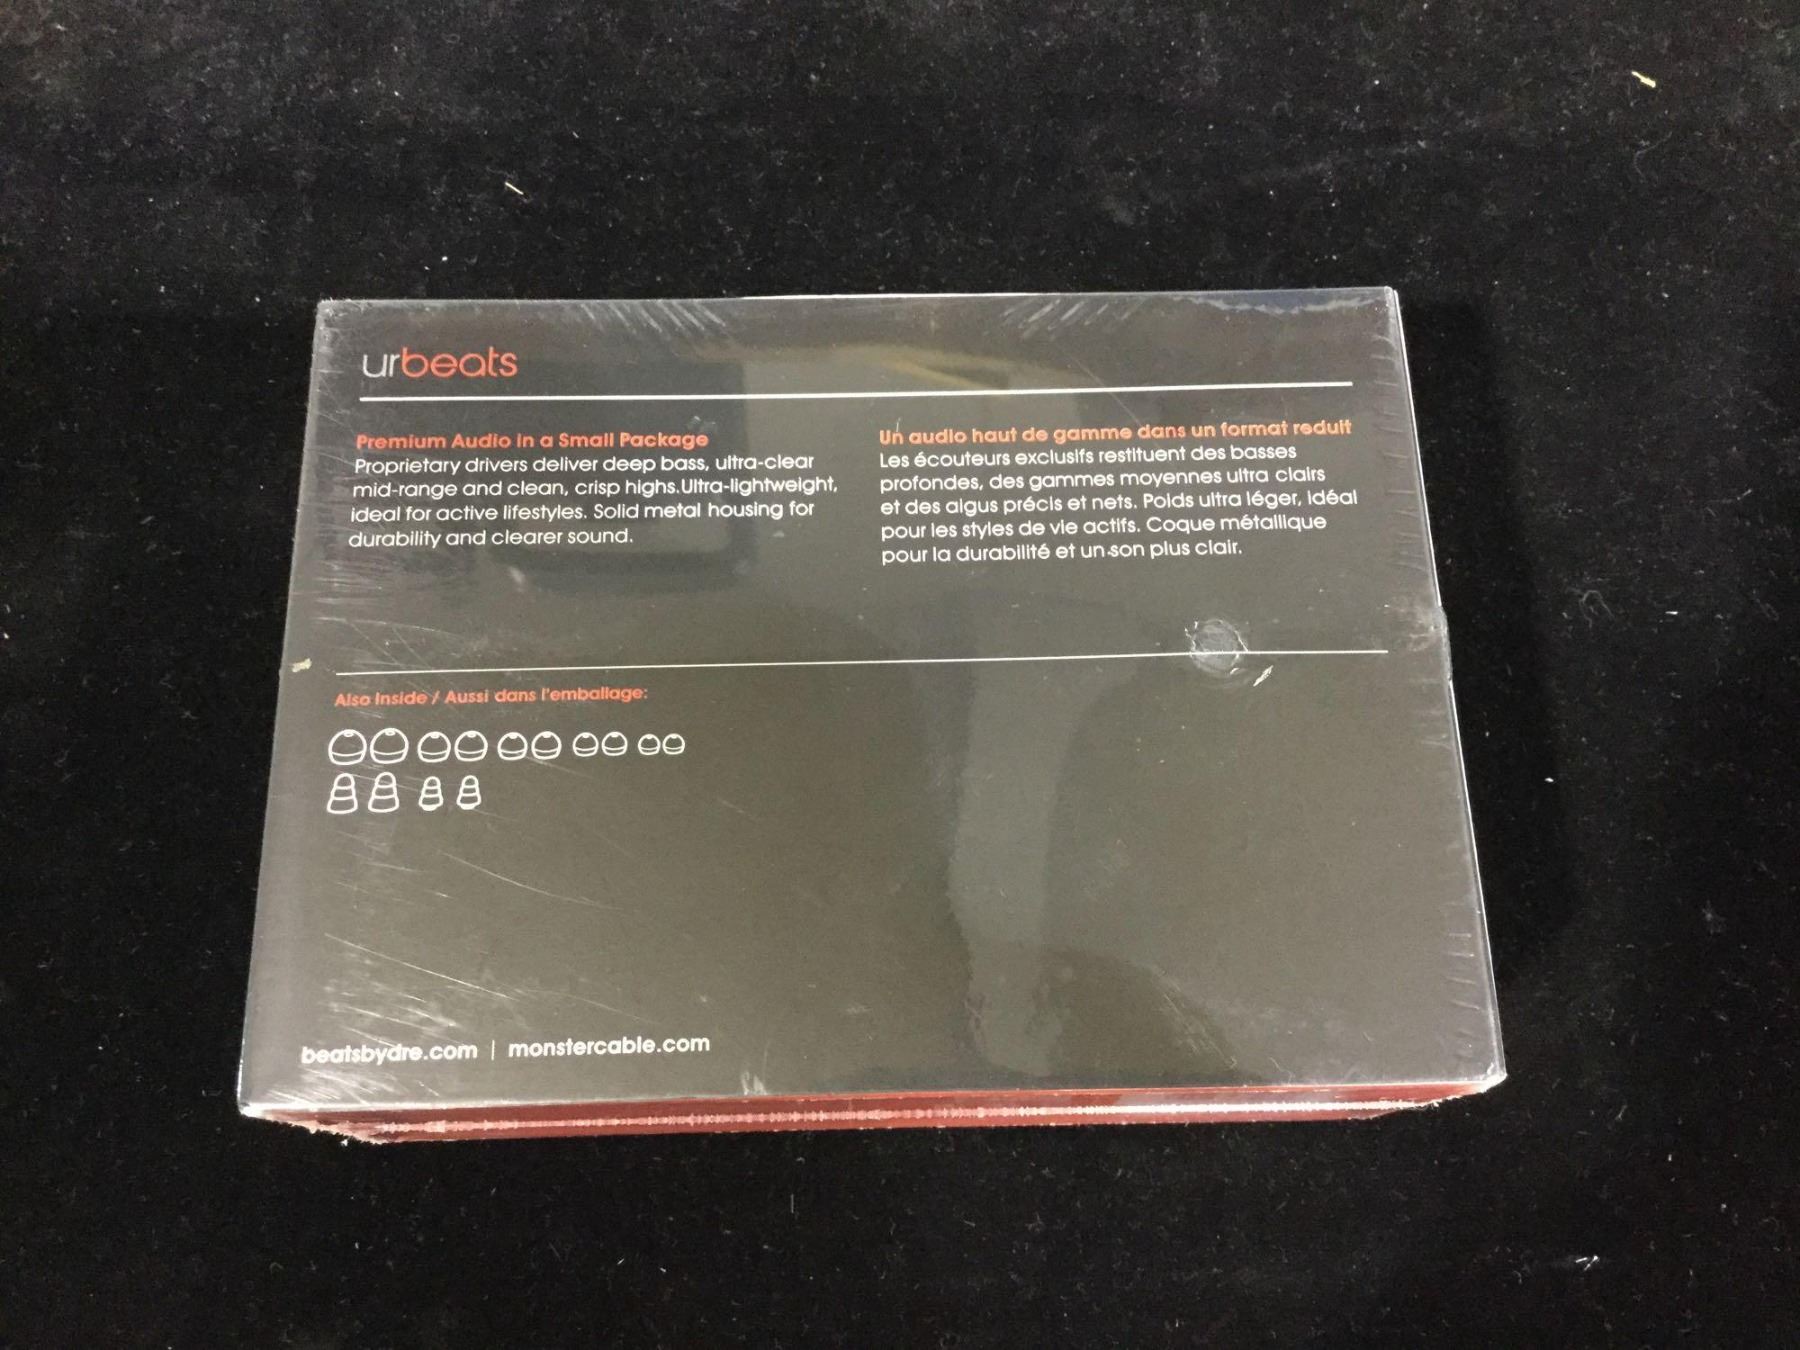 urbeats
Premium Audio in a Small Package
Proprietary drivers deliver deep bass, ultra-clear
mid-range and clean, crisp highs.Ultra-lightweight,
ideal for active lifestyles. Solid metal housing for
durability and clearer sound.
Un audio haut de gamme dans un format reduit
Les écouteurs exclusifs restituent des basses
profondes, des gammes moyennes ultra clairs
et des aigus précis et nets. Poids ultra léger, idéal
pour les styles de vie actifs. Coque métallique
pour la durabilité et un son plus clair.
Also Inside / Aussi dans l'emballage:
beatsbydre.com | monstercable.com